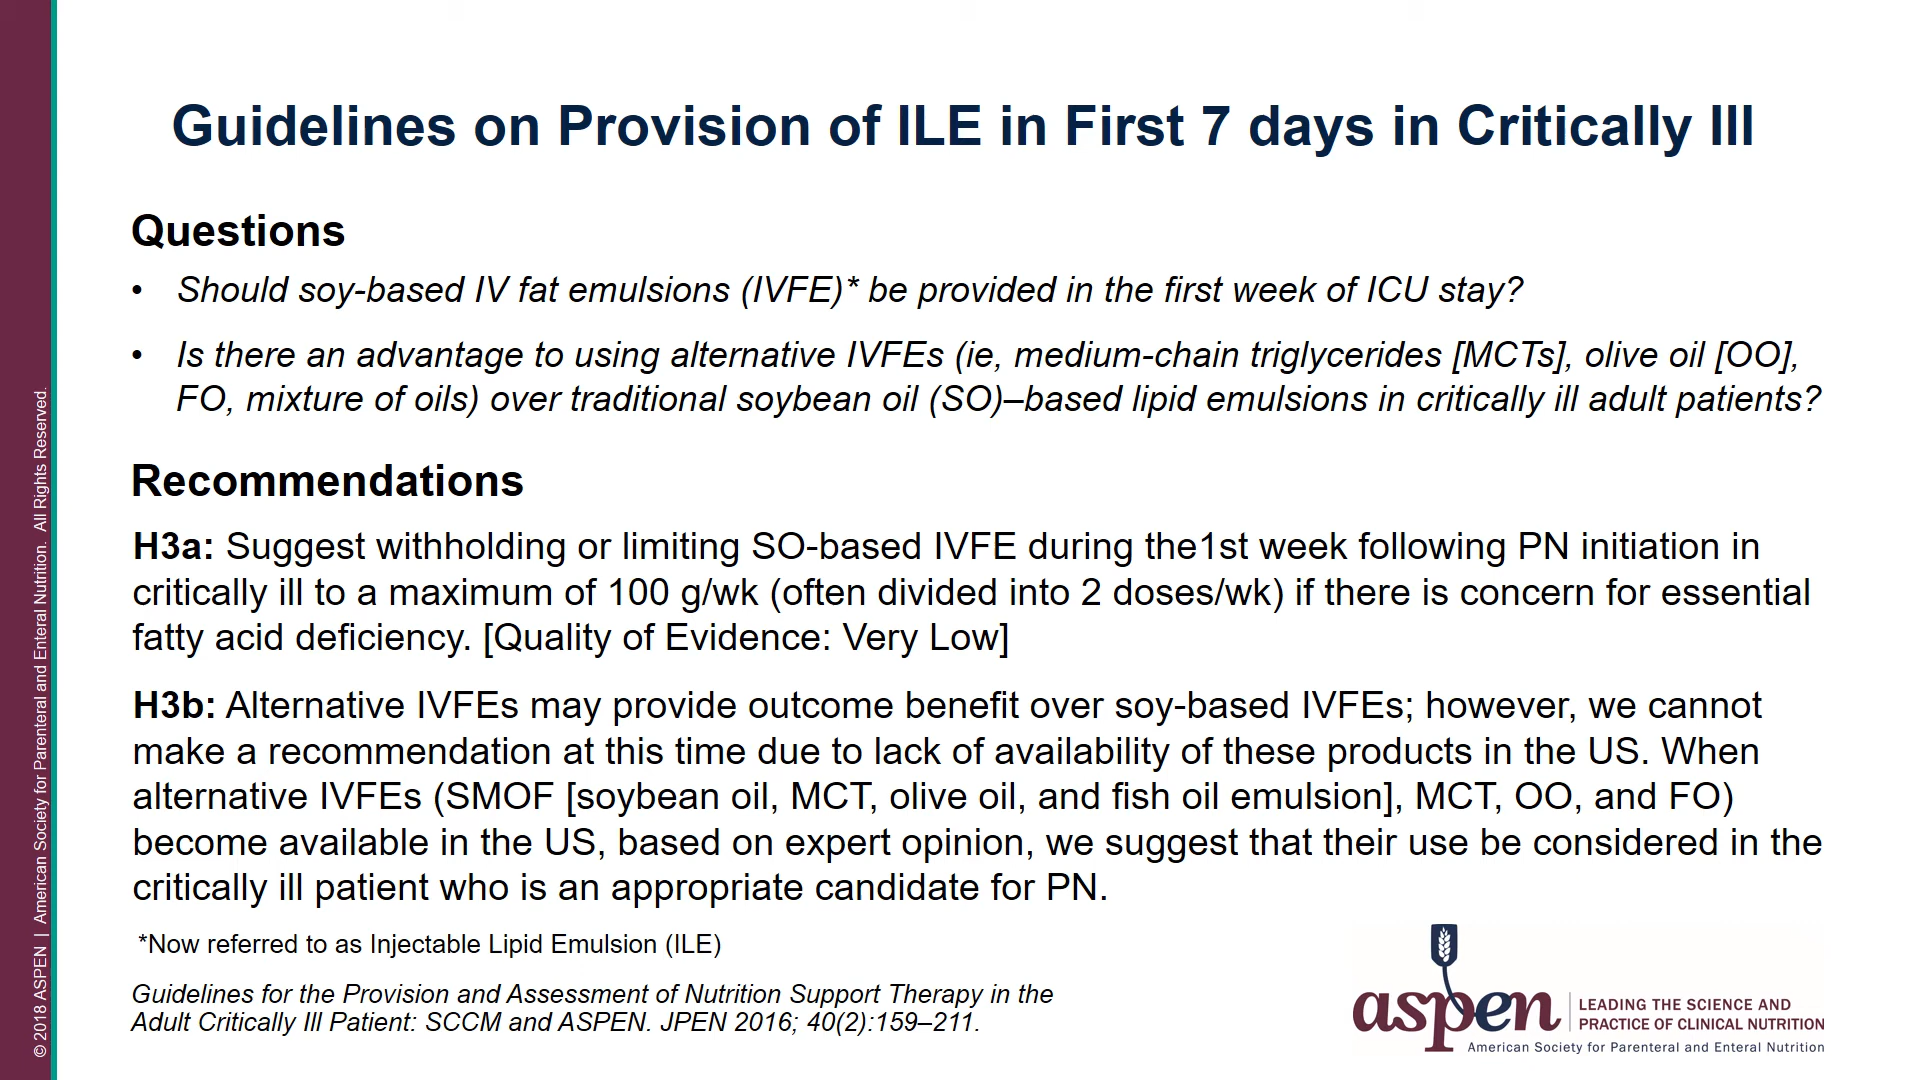 Guidelines on Provision of ILE in First 7 days in Critically Ill
Questions
• Should soy-based IV fat emulsions (IVFE)* be provided in the first week of ICU stay?
• Is there an advantage to using alternative IVFEs (ie, medium-chain triglycerides [MCTs], olive oil [OO],
FO, mixture of oils) over traditional soybean oil (SO)–based lipid emulsions in critically ill adult patients?
Recommendations
H3a: Suggest withholding or limiting SO-based IVFE during the1st week following PN initiation in
critically ill to a maximum of 100 g/wk (often divided into 2 doses/wk) if there is concern for essential
fatty acid deficiency. [Quality of Evidence: Very Low]
H3b: Alternative IVFEs may provide outcome benefit over soy-based IVFEs; however, we cannot
make a recommendation at this time due to lack of availability of these products in the US. When
alternative IVFEs (SMOF [soybean oil, MCT, olive oil, and fish oil emulsion], MCT, OO, and FO)
become available in the US, based on expert opinion, we suggest that their use be considered in the
critically ill patient who is an appropriate candidate for PN.
*Now referred to as Injectable Lipid Emulsion (ILE)
Guidelines for the Provision and Assessment of Nutrition Support Therapy in the
Adult Critically Ill Patient: SCCM and ASPEN. JPEN 2016; 40(2):159–211.
aspen
LEADING THE SCIENCE AND
PRACTICE OF CLINICAL NUTRITION
American Society for Parenteral and Enteral Nutrition
© 2018 ASPEN | American Society for Parenteral and Enteral Nutrition. All Rights Reserved.